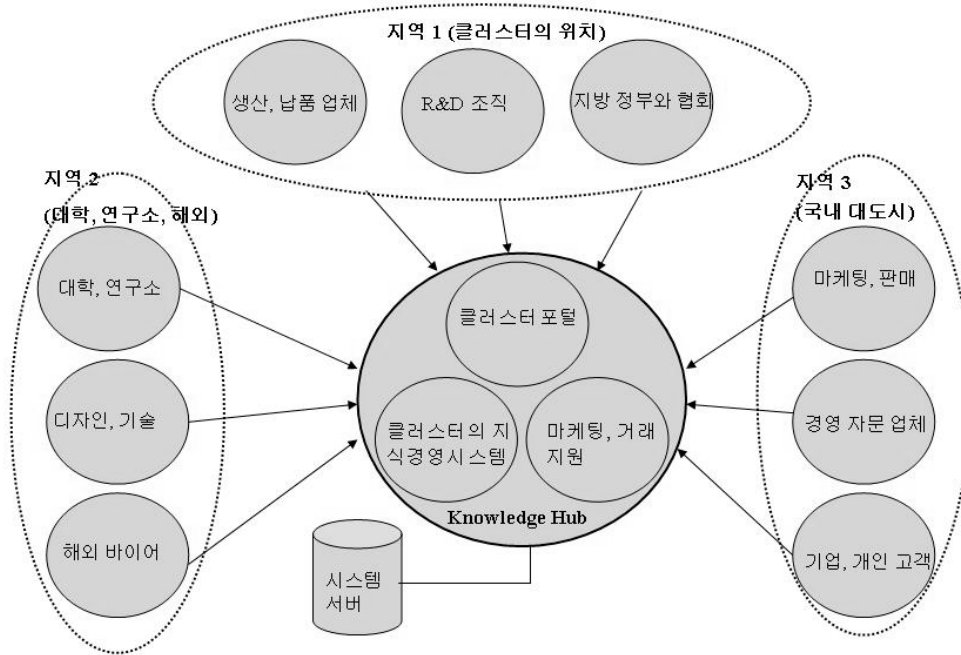 지역 1 (클러스터의 위치)
생산, 납품 업체
R&D 조직
지방 정부와 협회
지역 2
(대학, 연구소, 해외)
대학, 연구소
디자인, 기술
해외 바이어
지역 3
(국내 대도시)
마케팅, 판매
경영 자문 업체
기업, 개인 고객
클러스터 포털
클러스터의 지
식경영시스템
마케팅, 거래
지원
Knowledge Hub
시스템
서버